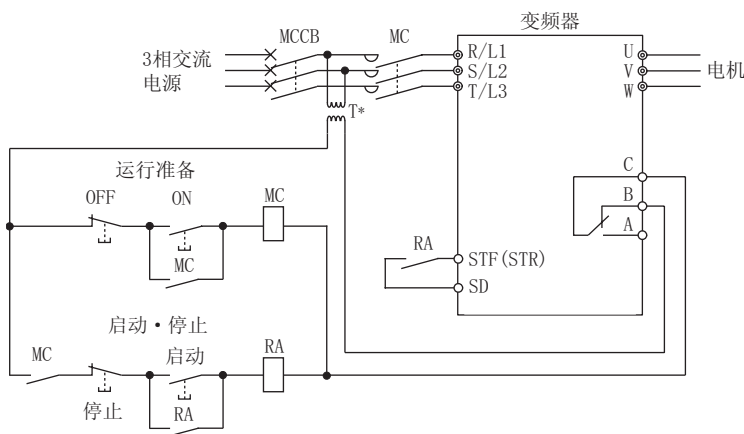 变频器
MCCB
MC
3相交流
电源
R/L1
S/L2
T/L3
U
V
W
电机
T*
运行准备
OFF
ON
MC
MC
C
B
A
RA
STF(STR)
SD
启动·停止
MC
启动
RA
停止
RA